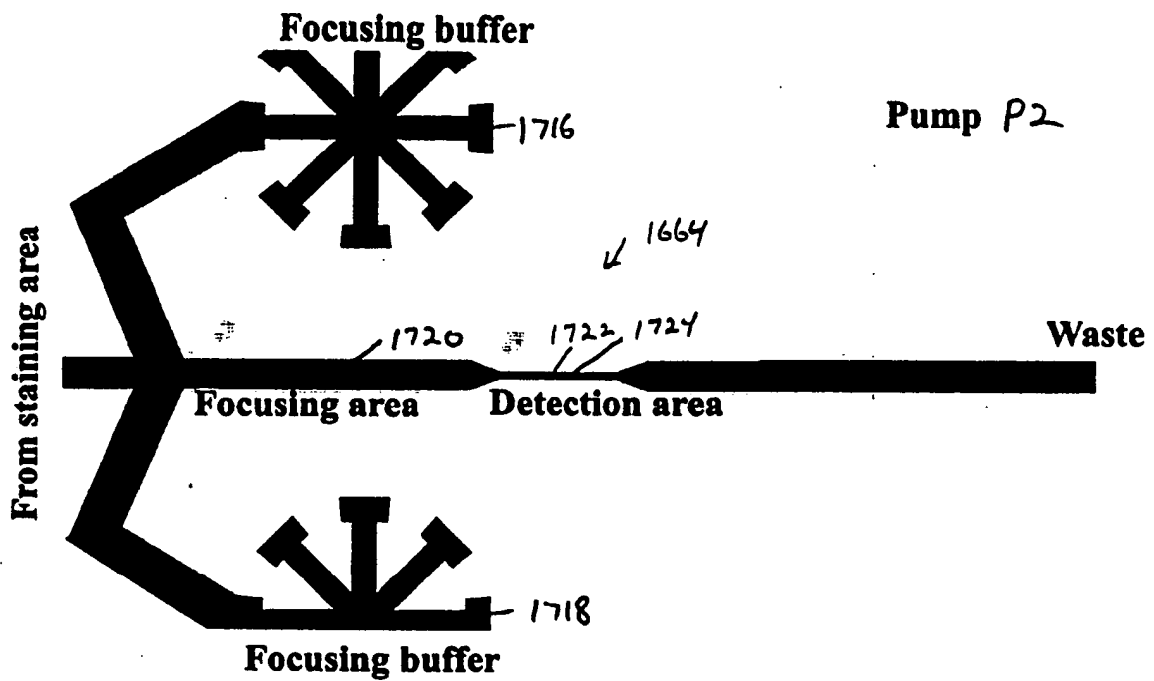 Focusing buffer
1716
Pump P2
1664
From staining area
1720
1722
1724
Waste
Focusing area
Detection area
1718
Focusing buffer